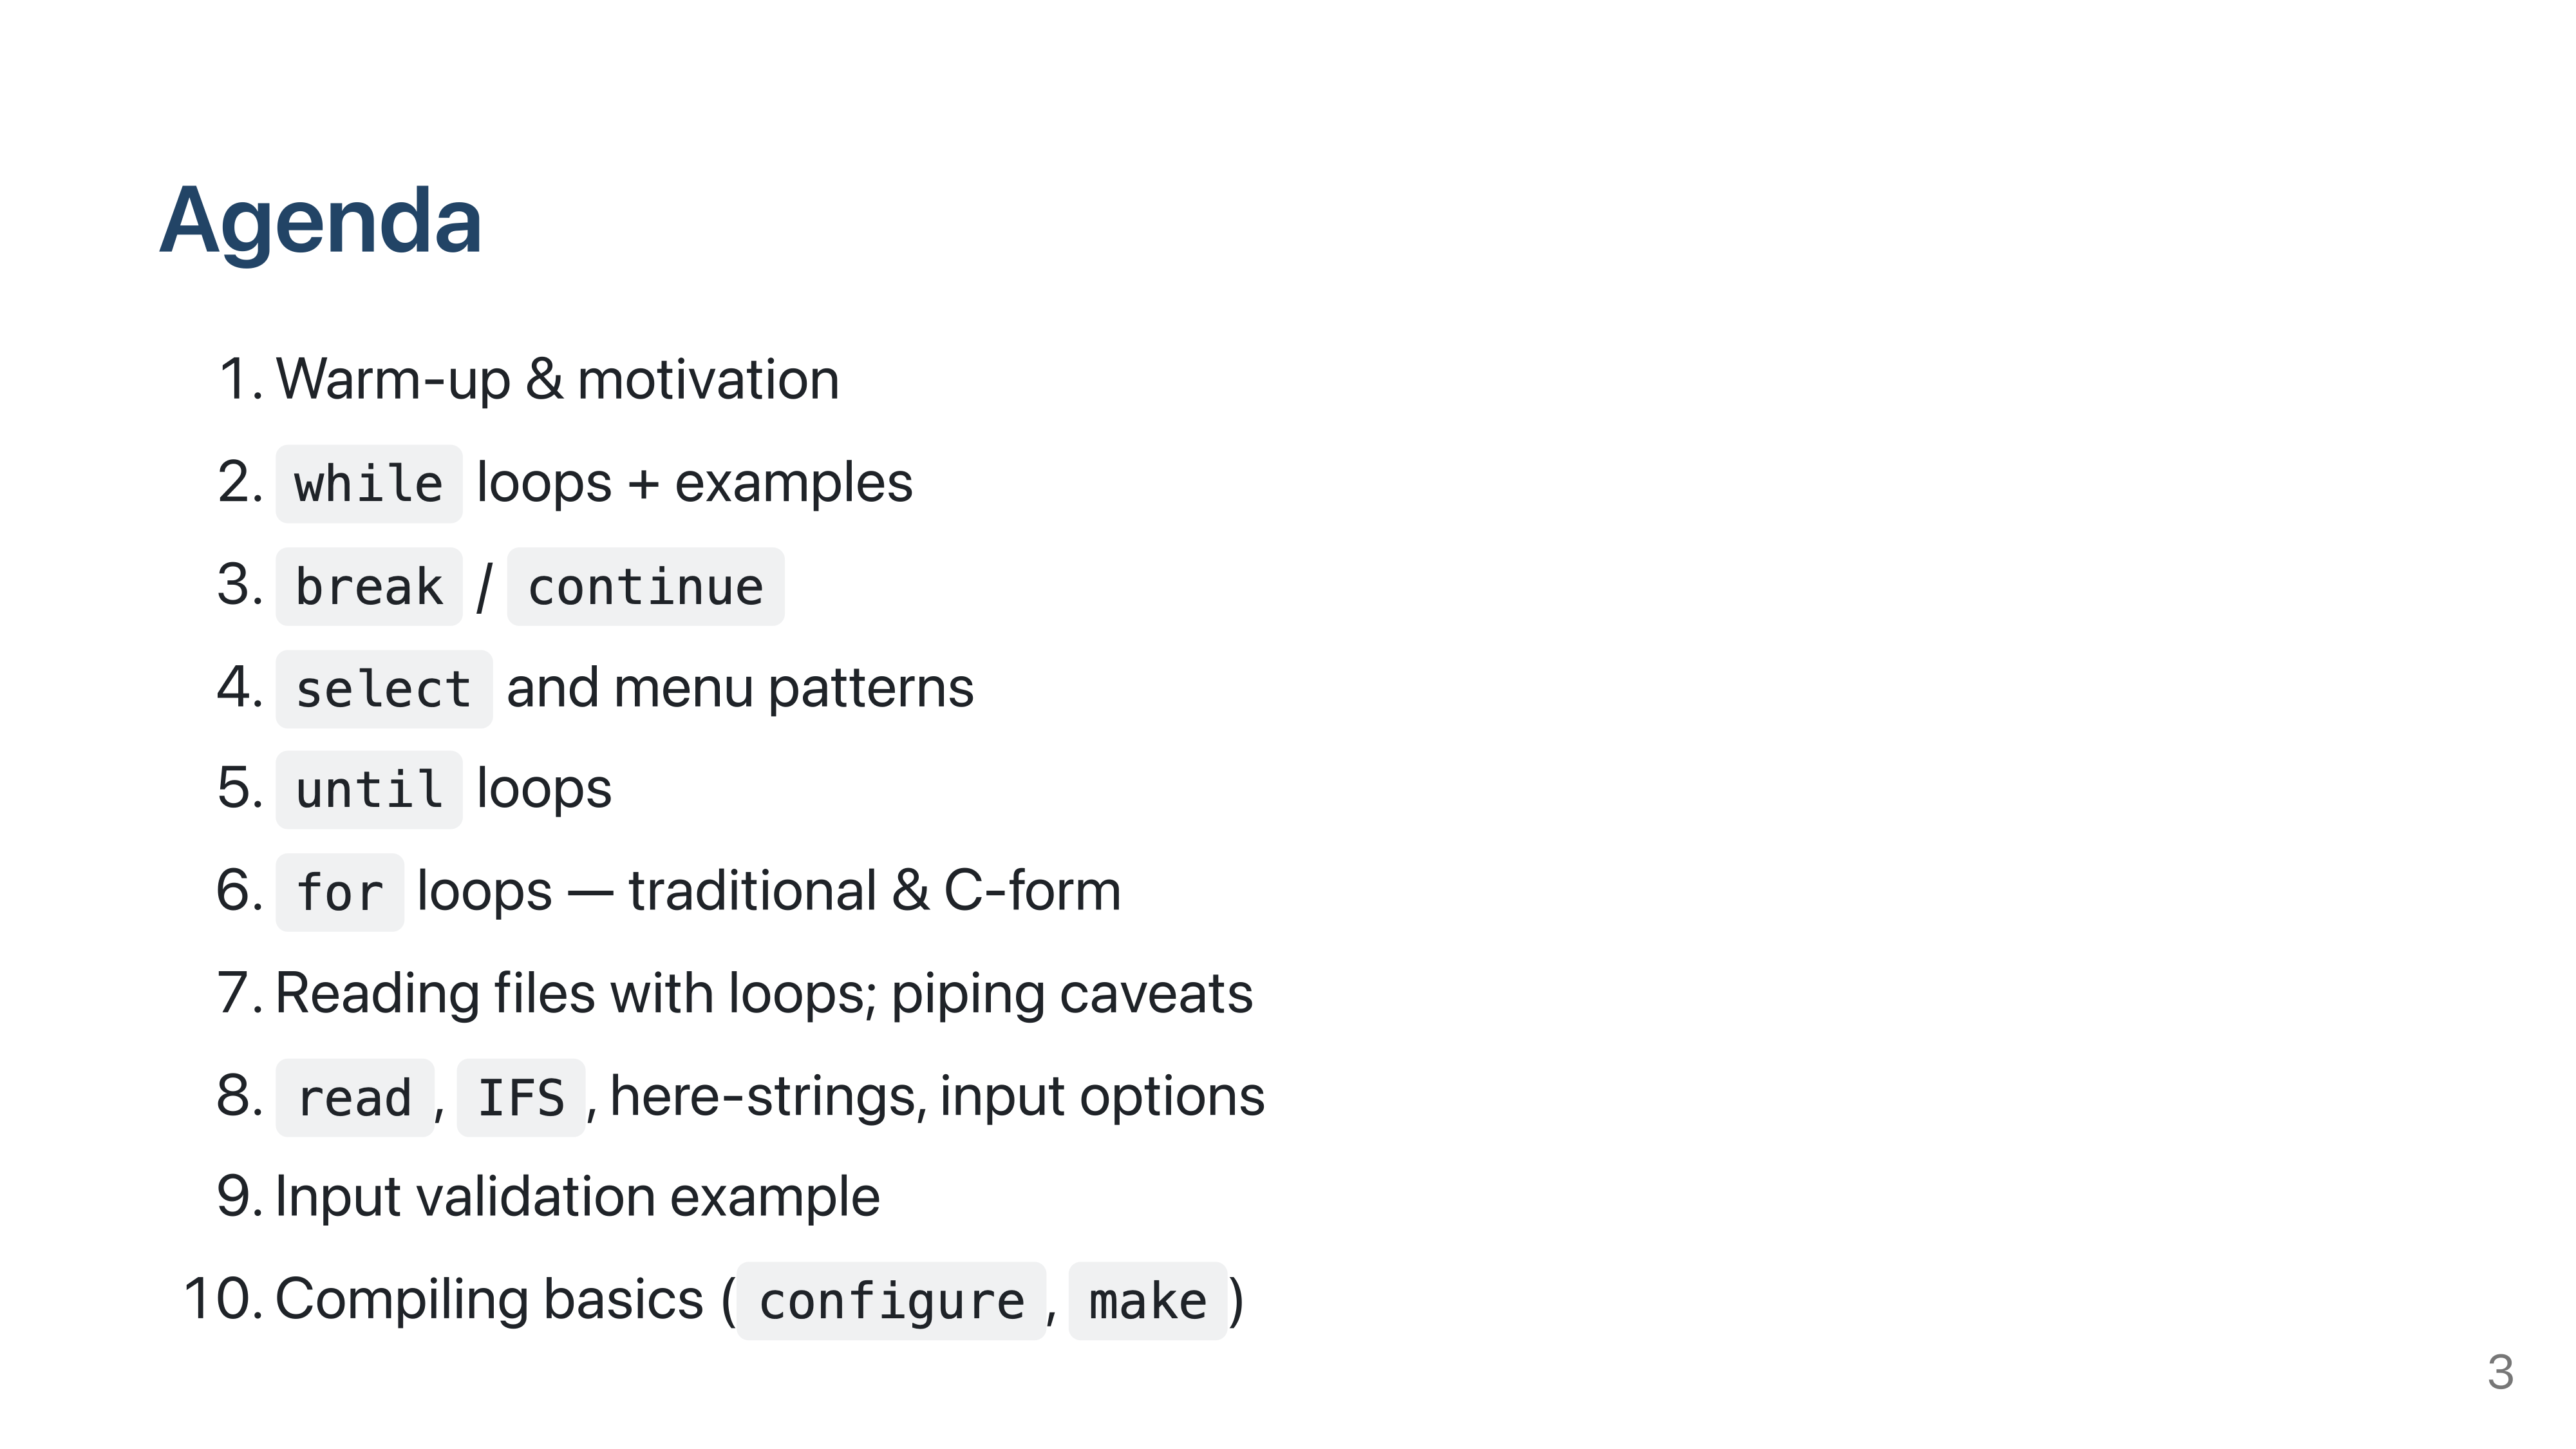 Agenda
1. Warm-up & motivation
2. while loops + examples
3. break / continue
4. select and menu patterns
5. until loops
6. for loops — traditional & C-form
7. Reading files with loops; piping caveats
8. read, IFS, here-strings, input options
9. Input validation example
10. Compiling basics (configure, make)
3